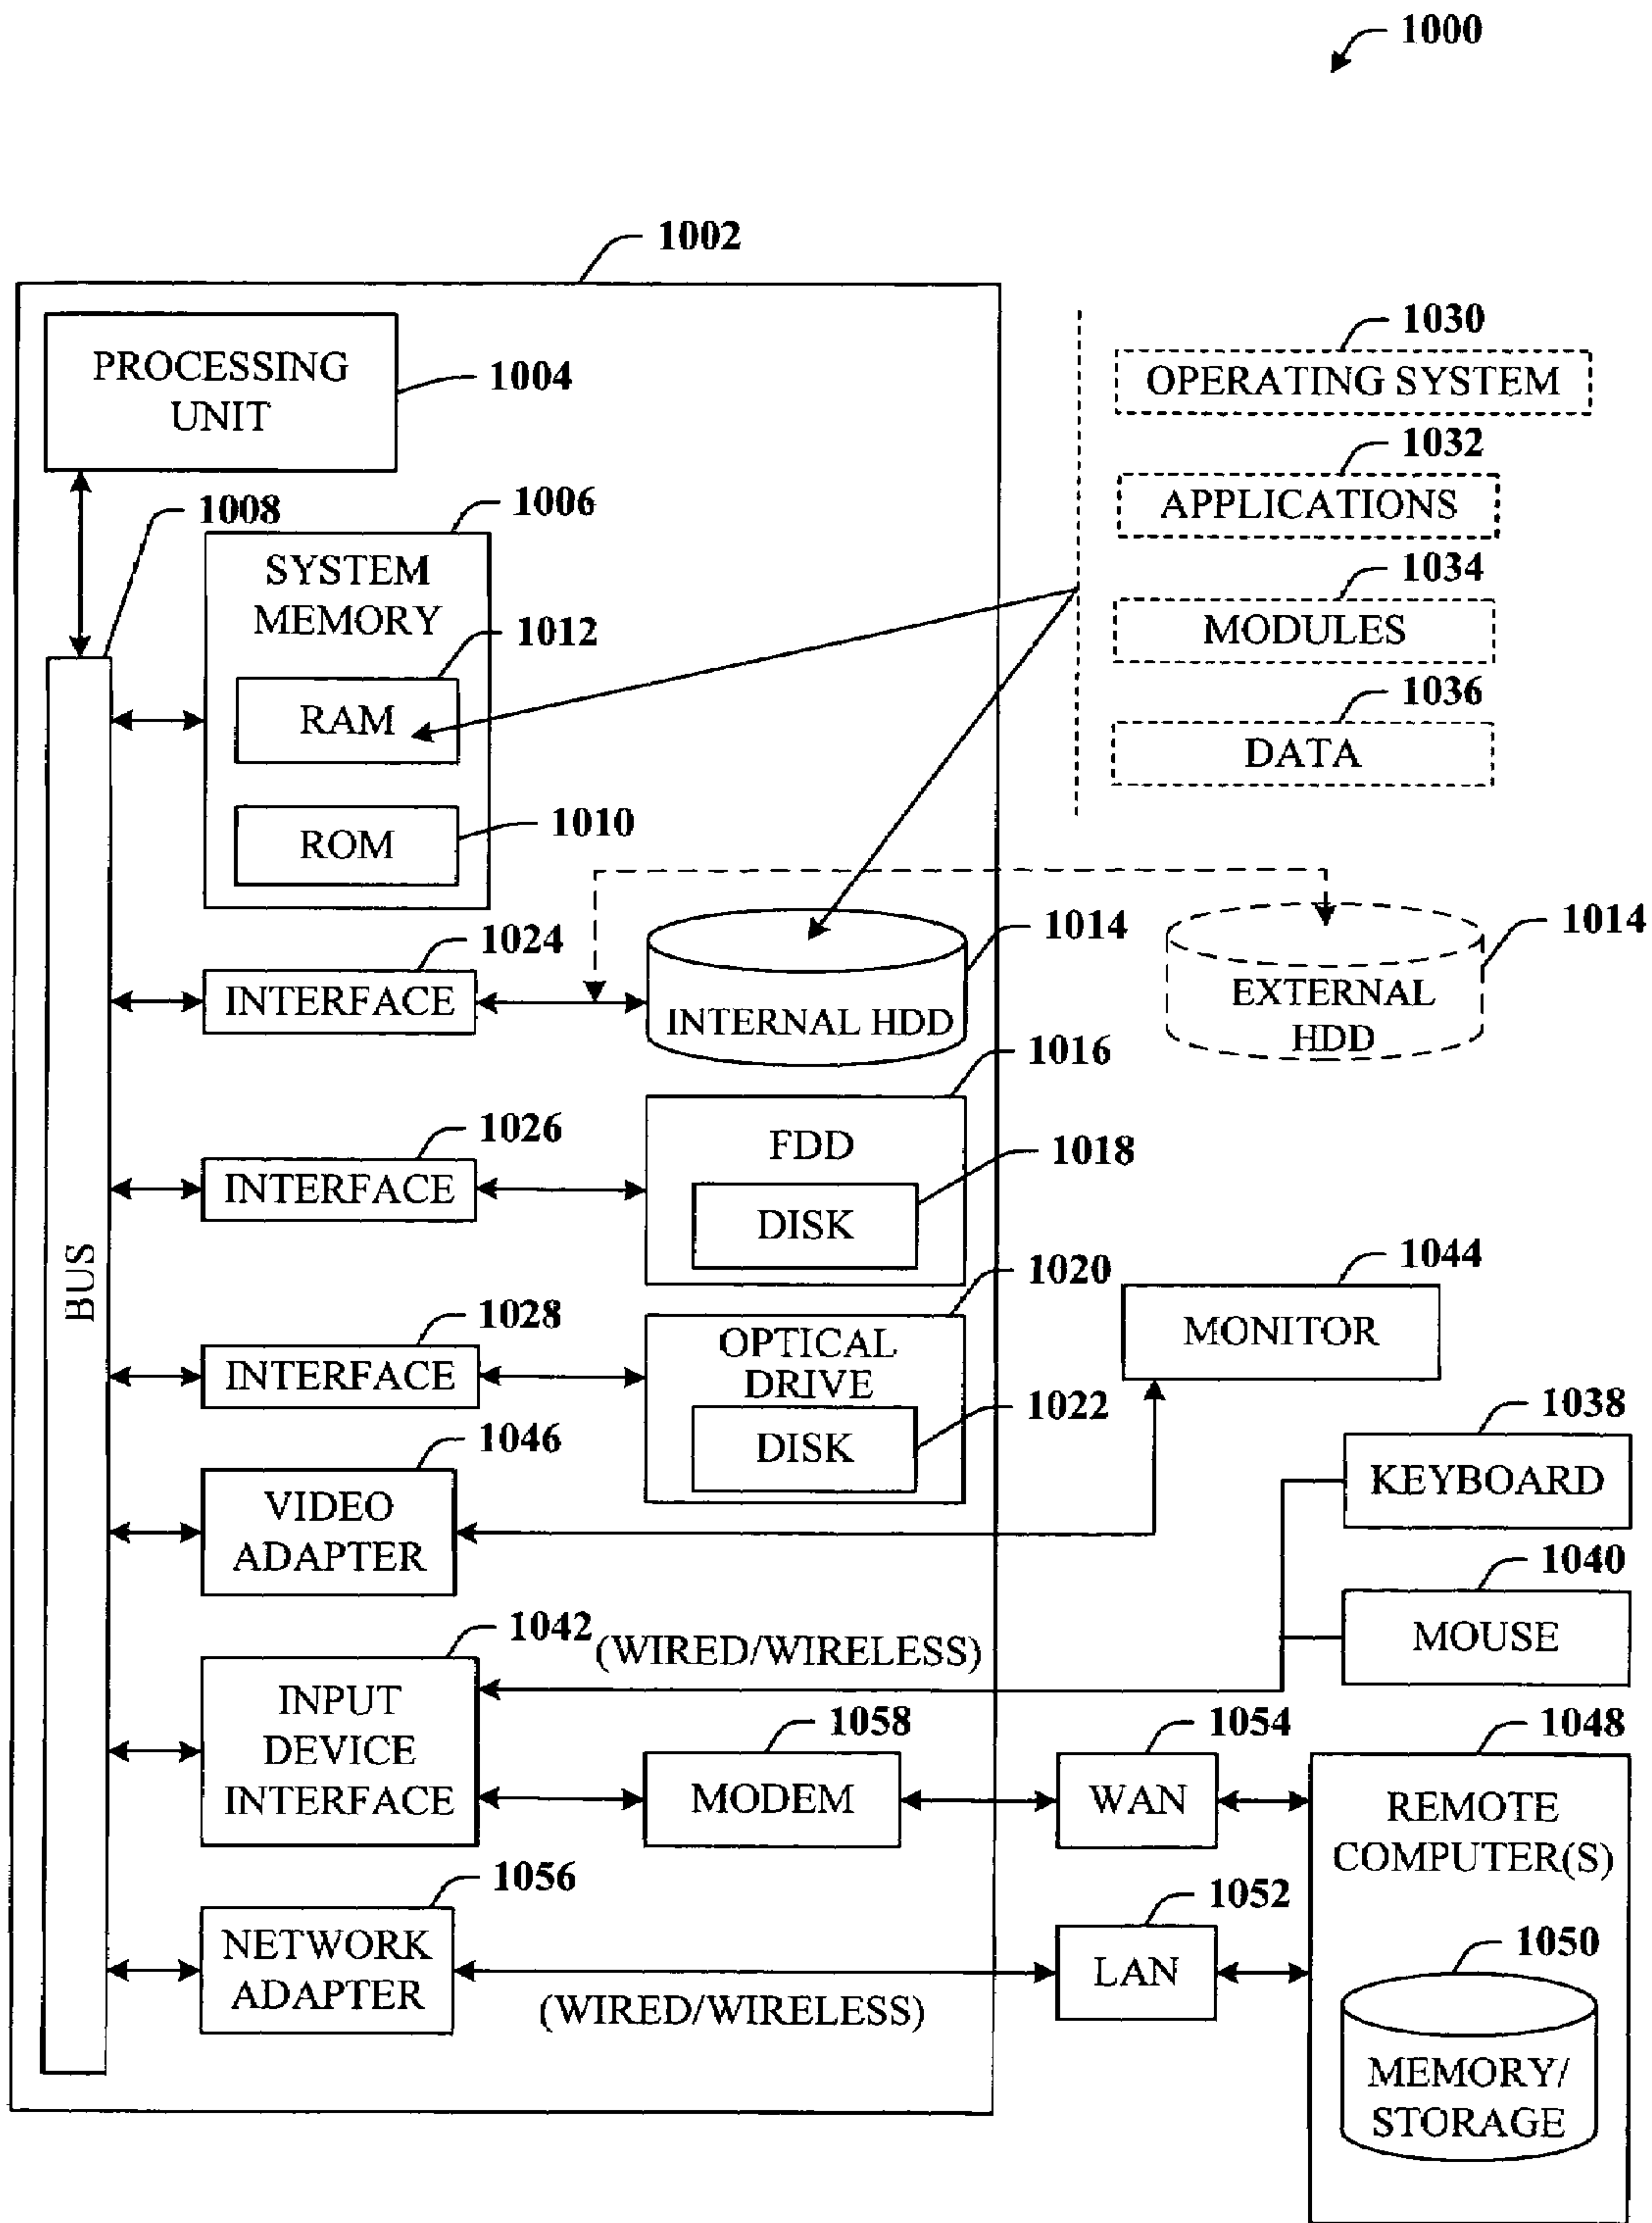 1000
1002
PROCESSING
UNIT
1004
1030
OPERATING SYSTEM
1032
APPLICATIONS
1034
MODULES
1036
DATA
1008
1006
SYSTEM
MEMORY
1012
RAM
1010
ROM
1024
INTERFACE
1014
INTERNAL HDD
1014
EXTERNAL
HDD
1016
FDD
1018
DISK
1026
INTERFACE
BUS
1020
OPTICAL
DRIVE
1022
DISK
1028
INTERFACE
1044
MONITOR
1046
VIDEO
ADAPTER
1038
KEYBOARD
1040
MOUSE
1042
(WIRED/WIRELESS)
INPUT
DEVICE
INTERFACE
1058
MODEM
1054
WAN
1048
REMOTE
COMPUTER(S)
1056
NETWORK
ADAPTER
(WIRED/WIRELESS)
1052
LAN
1050
MEMORY/
STORAGE